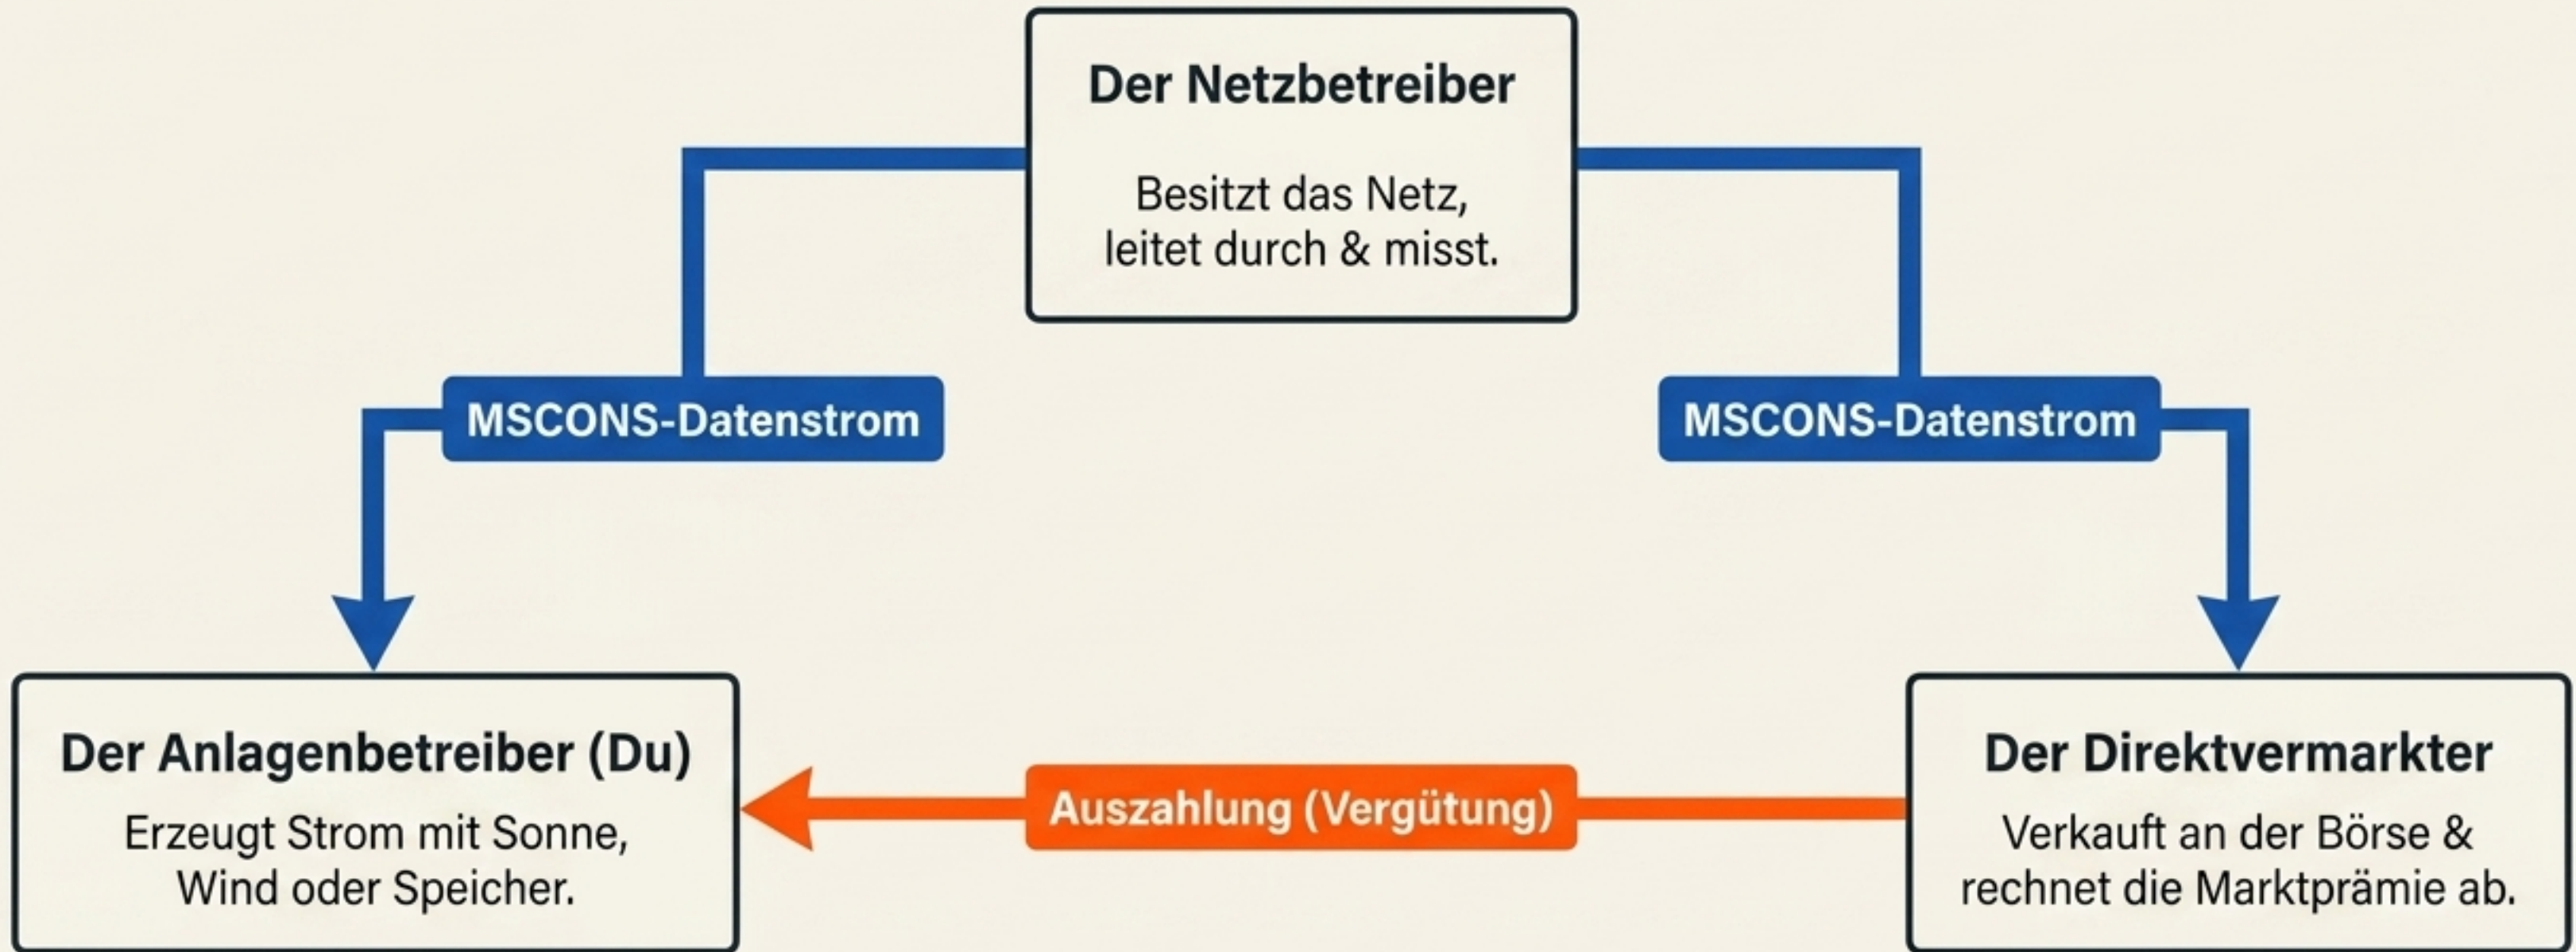 Der Netzbetreiber
Besitzt das Netz,
leitet durch & misst.
MSCONS-Datenstrom
MSCONS-Datenstrom
Der Anlagenbetreiber (Du)
Erzeugt Strom mit Sonne,
Wind oder Speicher.
Auszahlung (Vergütung)
Der Direktvermarkter
Verkauft an der Börse &
rechnet die Marktprämie ab.